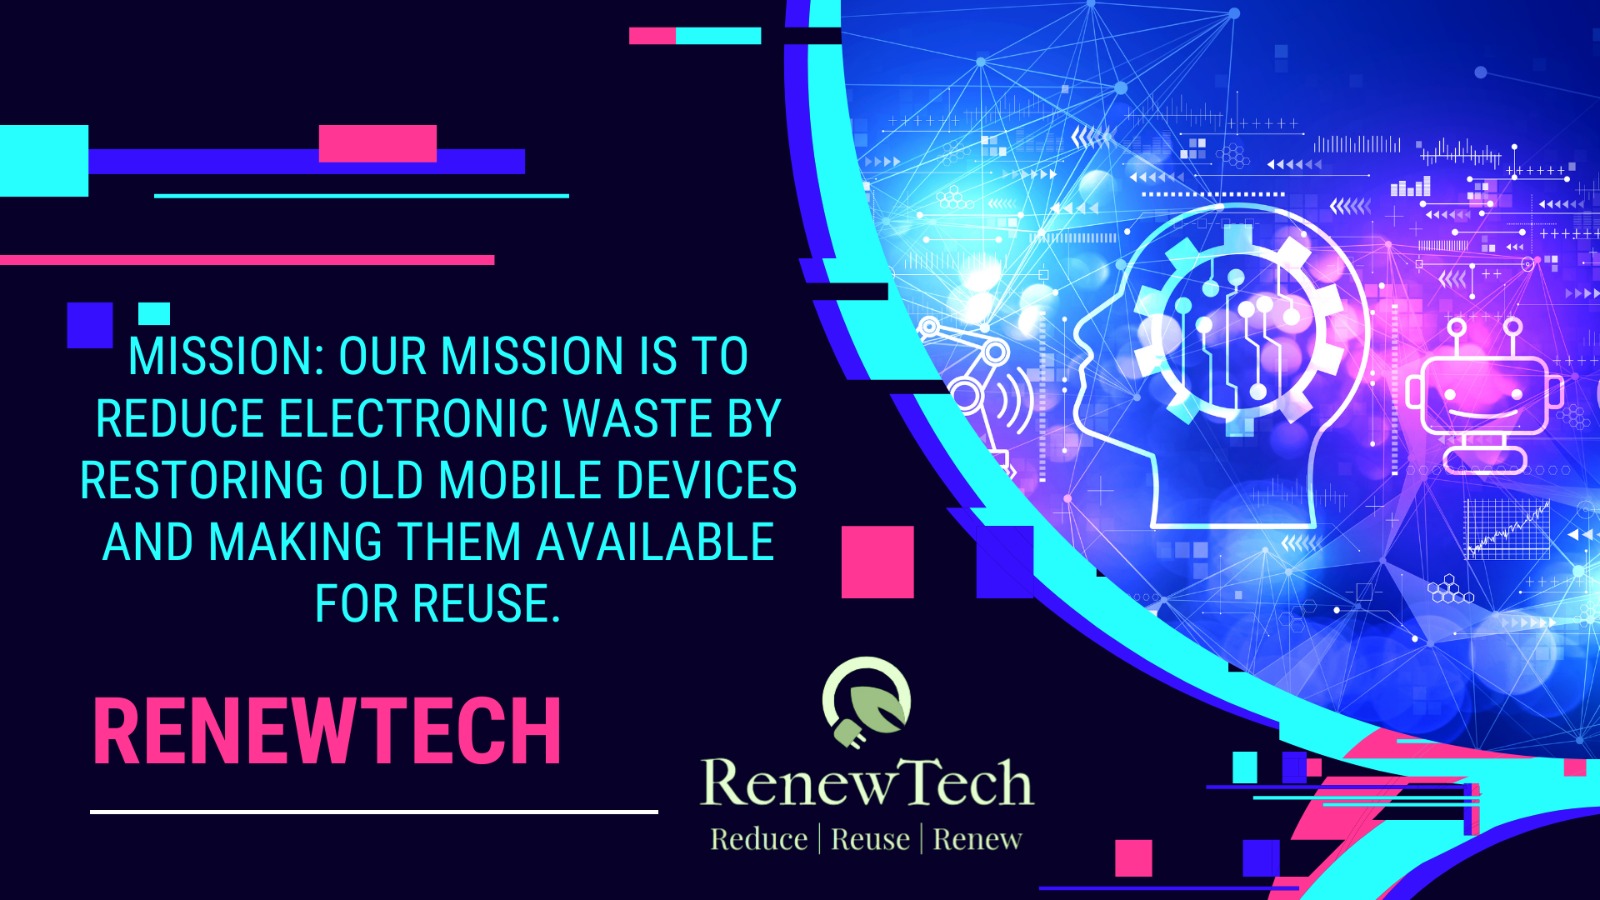 MISSION: OUR MISSION IS TO
REDUCE ELECTRONIC WASTE BY
RESTORING OLD MOBILE DEVICES
AND MAKING THEM AVAILABLE
FOR REUSE.
RENEWTECH
RenewTech
Reduce | Reuse | Renew